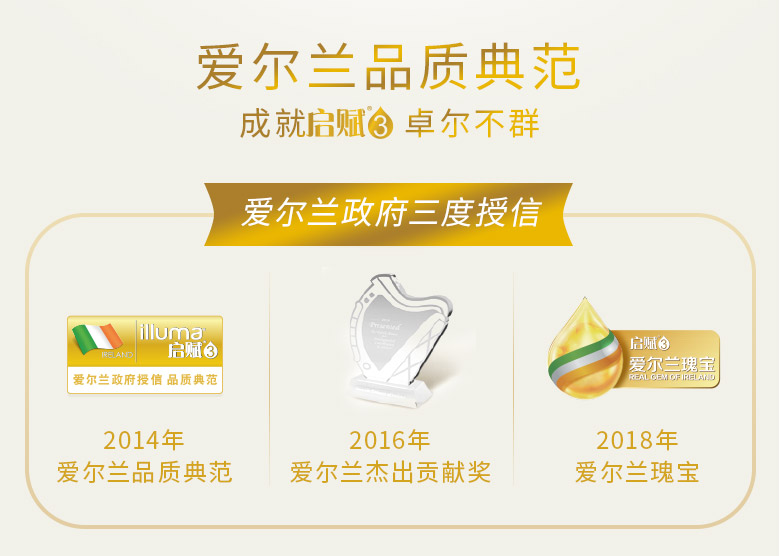 爱尔兰品质典范
成就启赋®3 卓尔不群
爱尔兰政府三度授信
IRELAND
illuma®
启赋3
爱尔兰政府授信 品质典范
2014年
爱尔兰品质典范
Presented
2016年
爱尔兰杰出贡献奖
启赋3
爱尔兰瑰宝
REAL GEM OF IRELAND
2018年
爱尔兰瑰宝